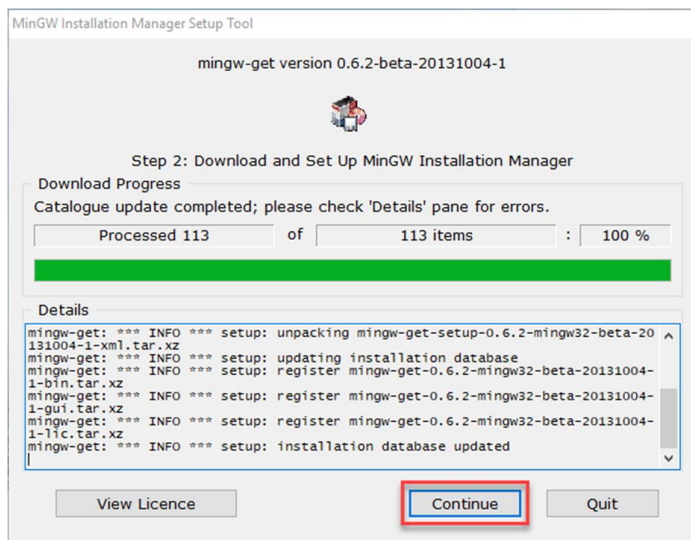 MinGW Installation Manager Setup Tool
mingw-get version 0.6.2-beta-20131004-1
Step 2: Download and Set Up MinGW Installation Manager
Download Progress
Catalogue update completed; please check 'Details' pane for errors.
Processed 113 of 113 items : 100 %
Details
mingw-get: *** INFO *** setup: unpacking mingw-get-setup-0.6.2-mingw32-beta-20
131004-1-xml.tar.xz
mingw-get: *** INFO *** setup: updating installation database
mingw-get: *** INFO *** setup: register mingw-get-0.6.2-mingw32-beta-20131004-
1-bin.tar.xz
mingw-get: *** INFO *** setup: register mingw-get-0.6.2-mingw32-beta-20131004-
1-gui.tar.xz
mingw-get: *** INFO *** setup: register mingw-get-0.6.2-mingw32-beta-20131004-
1-lic.tar.xz
mingw-get: *** INFO *** setup: installation database updated
View Licence Continue Quit